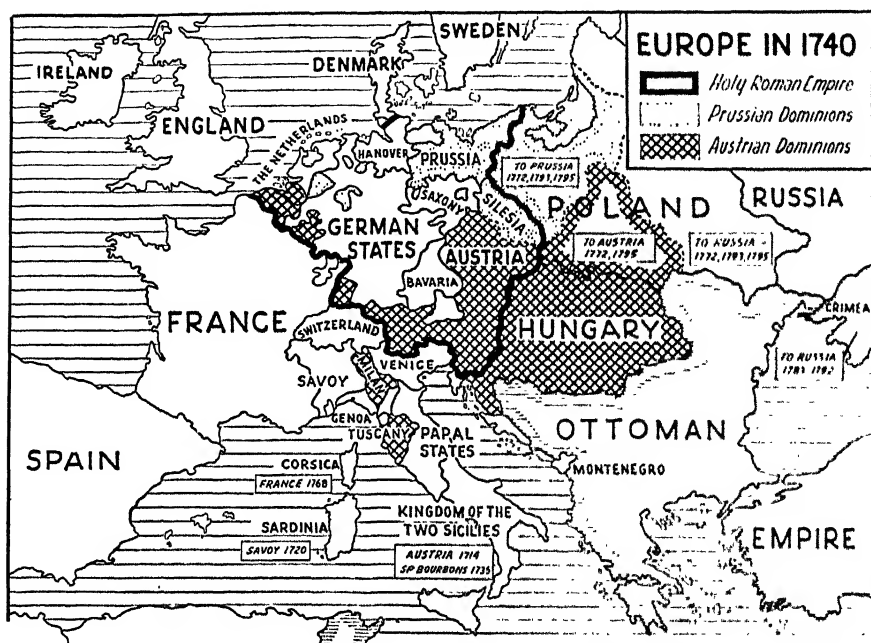 EUROPE IN 1740
Holy Roman Empire
Prussian Dominions
Austrian Dominions
SWEDEN
DENMARK
IRELAND
ENGLAND
THE NETHERLANDS
HANOVER
PRUSSIA
TO PRUSSIA
1772, 1793, 1795
RUSSIA
SAXONY
SILESIA
POLAND
GERMAN
STATES
AUSTRIA
TO AUSTRIA
1772, 1795
TO RUSSIA
1772, 1793, 1795
BAVARIA
FRANCE
SWITZERLAND
HUNGARY
CRIMEA
TO RUSSIA
1783 1792
VENICE
MILAN
SAVOY
GENOA
TUSCANY
PAPAL
STATES
OTTOMAN
EMPIRE
MONTENEGRO
SPAIN
CORSICA
FRANCE 1768
SARDINIA
SAVOY 1720
KINGDOM OF THE
TWO SICILIES
AUSTRIA 1714
SP BOURBONS 1735